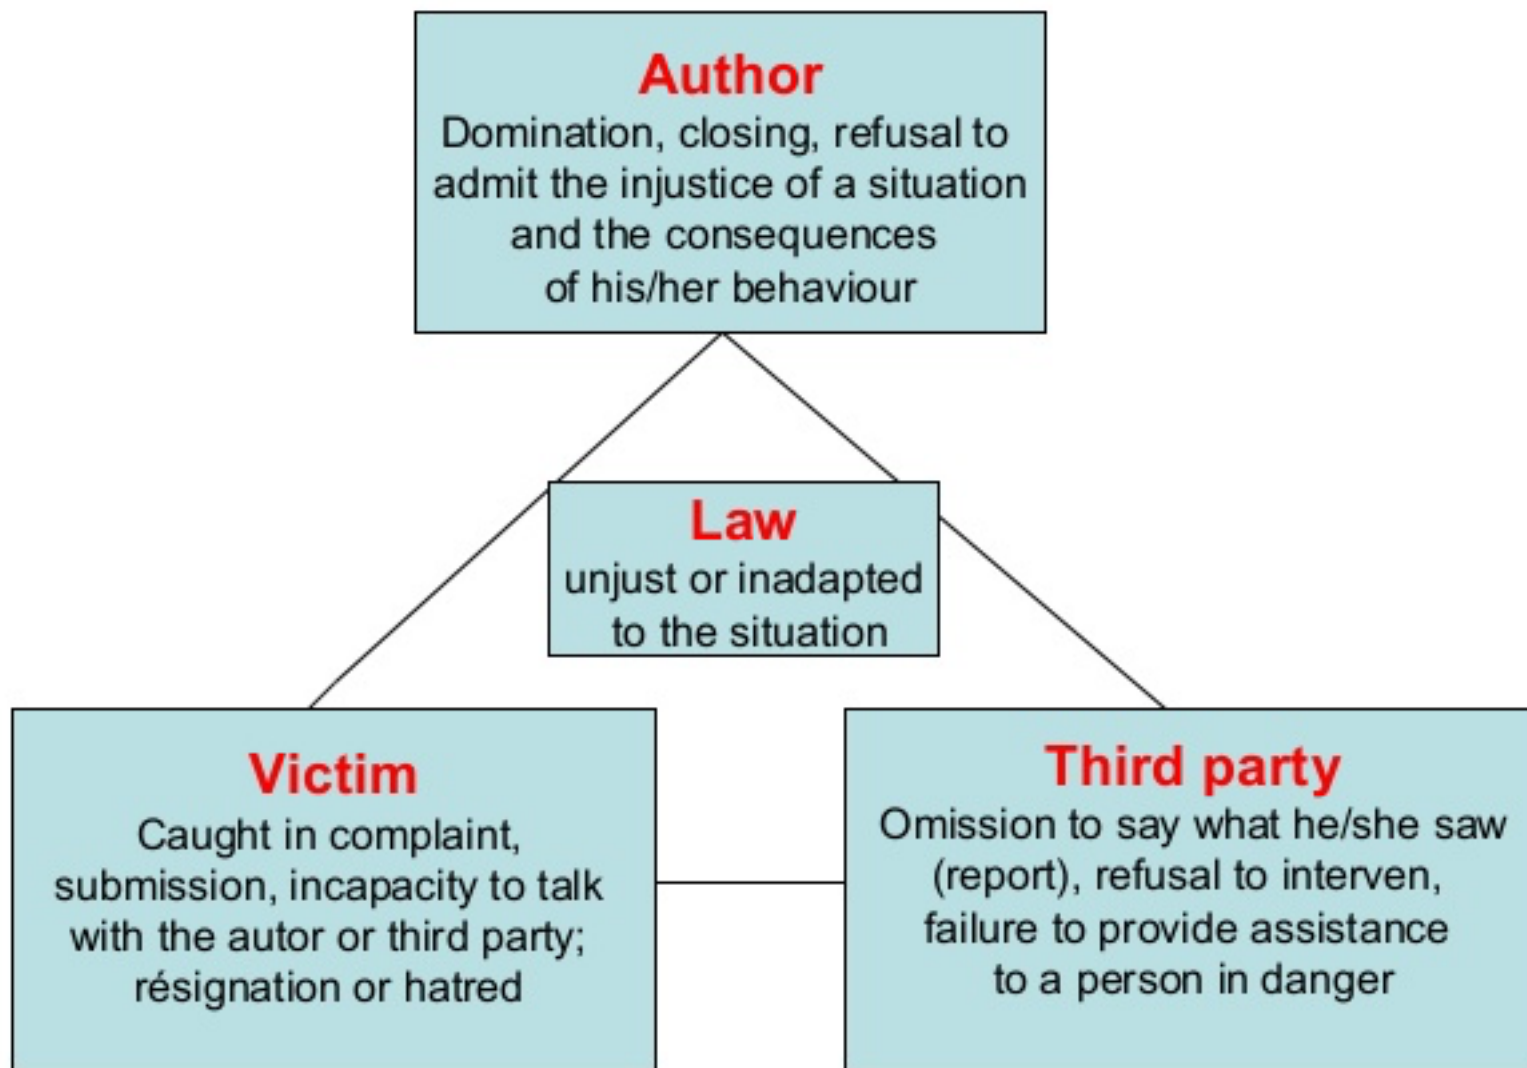 Author
Domination, closing, refusal to
admit the injustice of a situation
and the consequences
of his/her behaviour
Law
unjust or inadapted
to the situation
Victim
Caught in complaint,
submission, incapacity to talk
with the autor or third party;
résignation or hatred
Third party
Omission to say what he/she saw
(report), refusal to interven,
failure to provide assistance
to a person in danger